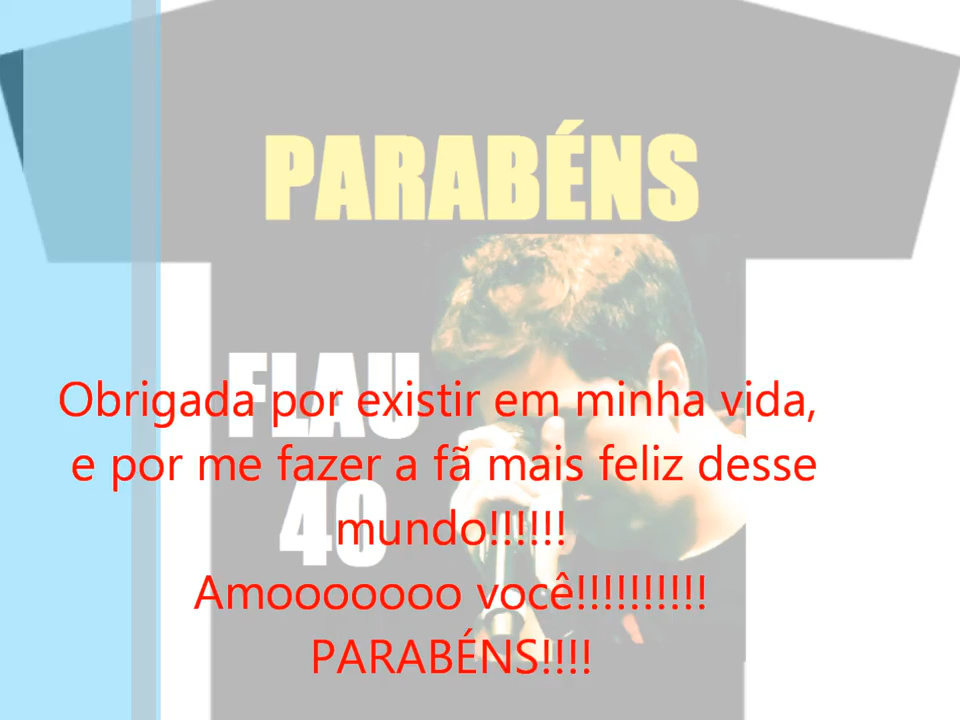 PARABÉNS
FLAU
40
Obrigada por existir em minha vida,
e por me fazer a fã mais feliz desse
mundo!!!!!!
Amooooooo você!!!!!!!!!!
PARABÉNS!!!!